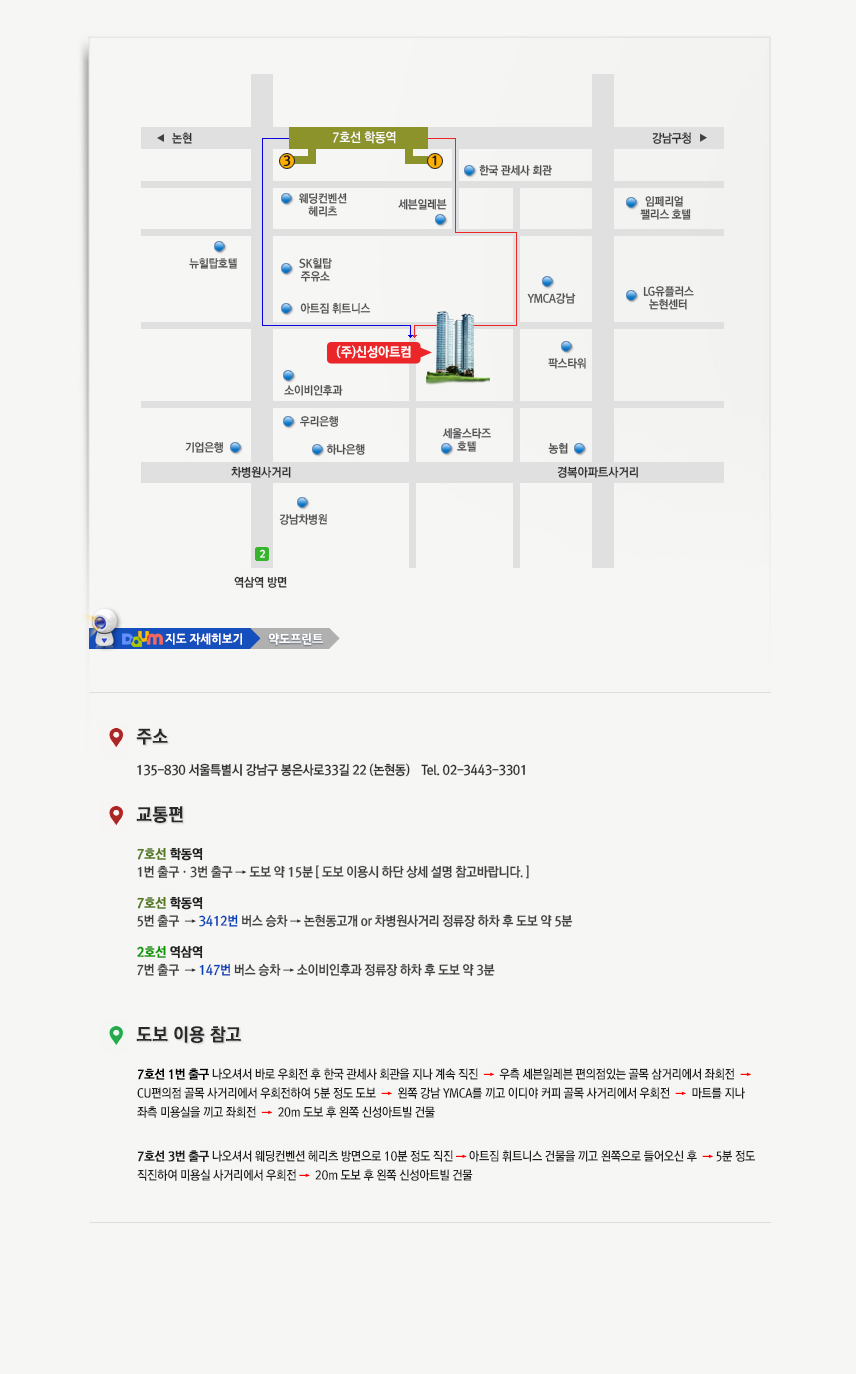 ◀ 논현
7호선 학동역
강남구청 ▶
3
1
한국 관세사 회관
웨딩컨벤션
헤리츠
세븐일레븐
임페리얼
팰리스 호텔
뉴힐탑호텔
SK힐탑
주유소
YMCA강남
LG유플러스
논현센터
아트짐 휘트니스
(주)신성아트컴
팍스타워
소이비인후과
우리은행
세울스타즈
호텔
기업은행
하나은행
농협
차병원사거리
경복아파트사거리
강남차병원
2
역삼역 방면
Daum 지도 자세히보기
약도프린트
주소
135-830 서울특별시 강남구 봉은사로33길 22 (논현동) Tel. 02-3443-3301
교통편
7호선 학동역
1번 출구 · 3번 출구 → 도보 약 15분 [ 도보 이용시 하단 상세 설명 참고바랍니다. ]
7호선 학동역
5번 출구 → 3412번 버스 승차 → 논현동고개 or 차병원사거리 정류장 하차 후 도보 약 5분
2호선 역삼역
7번 출구 → 147번 버스 승차 → 소이비인후과 정류장 하차 후 도보 약 3분
도보 이용 참고
7호선 1번 출구 나오셔서 바로 우회전 후 한국 관세사 회관을 지나 계속 직진 → 우측 세븐일레븐 편의점있는 골목 삼거리에서 좌회전 →
CU편의점 골목 사거리에서 우회전하여 5분 정도 도보 → 왼쪽 강남 YMCA를 끼고 이디야 커피 골목 사거리에서 우회전 → 마트를 지나
좌측 미용실을 끼고 좌회전 → 20m 도보 후 왼쪽 신성아트빌 건물
7호선 3번 출구 나오셔서 웨딩컨벤션 헤리츠 방면으로 10분 정도 직진 → 아트짐 휘트니스 건물을 끼고 왼쪽으로 들어오신 후 → 5분 정도
직진하여 미용실 사거리에서 우회전 → 20m 도보 후 왼쪽 신성아트빌 건물